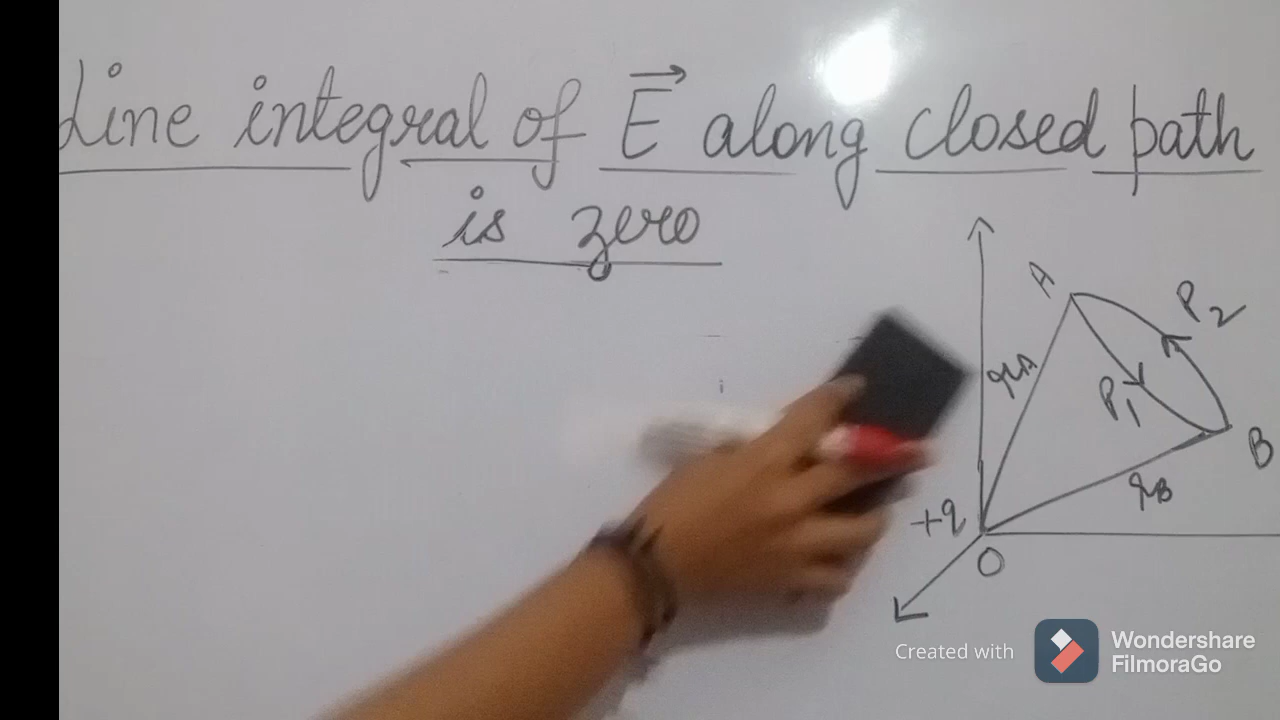 Line integral of E along closed path
is zero
A
P2
rA
P1
B
rB
+q
O
Created with
Wondershare
FilmoraGo